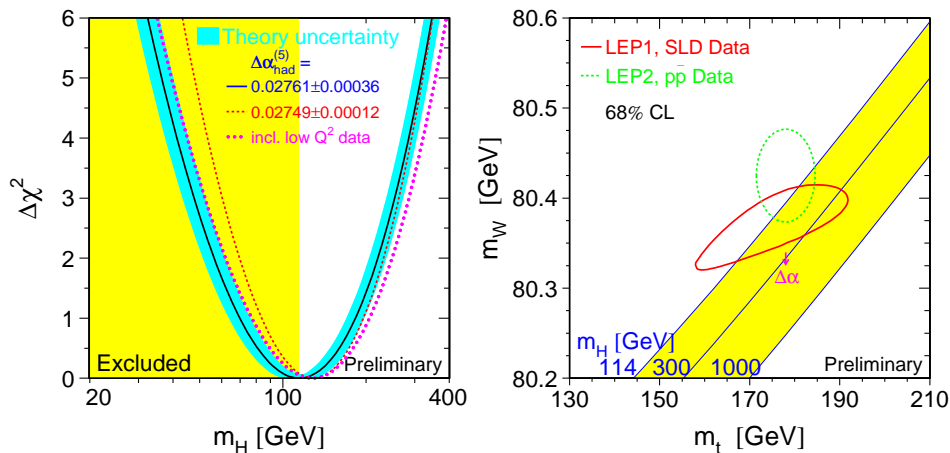 6
5
4
3
2
1
0
Δχ²
Theory uncertainty
Δα(5)had =
0.02761±0.00036
0.02749±0.00012
incl. low Q² data
Excluded
Preliminary
20
100
400
mH [GeV]
80.6
80.5
80.4
80.3
80.2
mW [GeV]
LEP1, SLD Data
LEP2, pp̄ Data
68% CL
Δα
mH [GeV]
114 300 1000
Preliminary
130
150
170
190
210
mt [GeV]